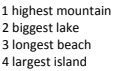 1 highest mountain
2 biggest lake
3 longest beach
4 largest island